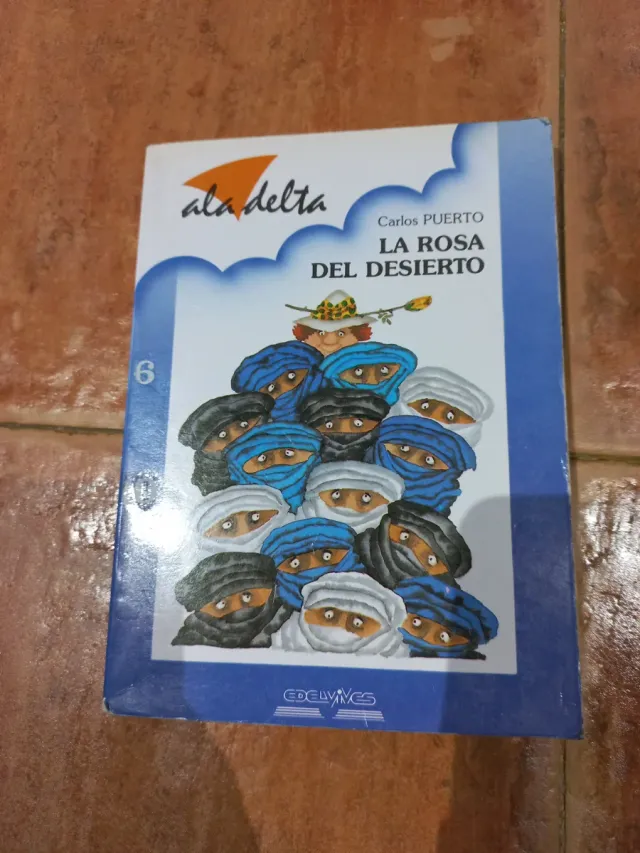 ala delta
Carlos PUERTO
LA ROSA
DEL DESIERTO
6
EDELVIVES